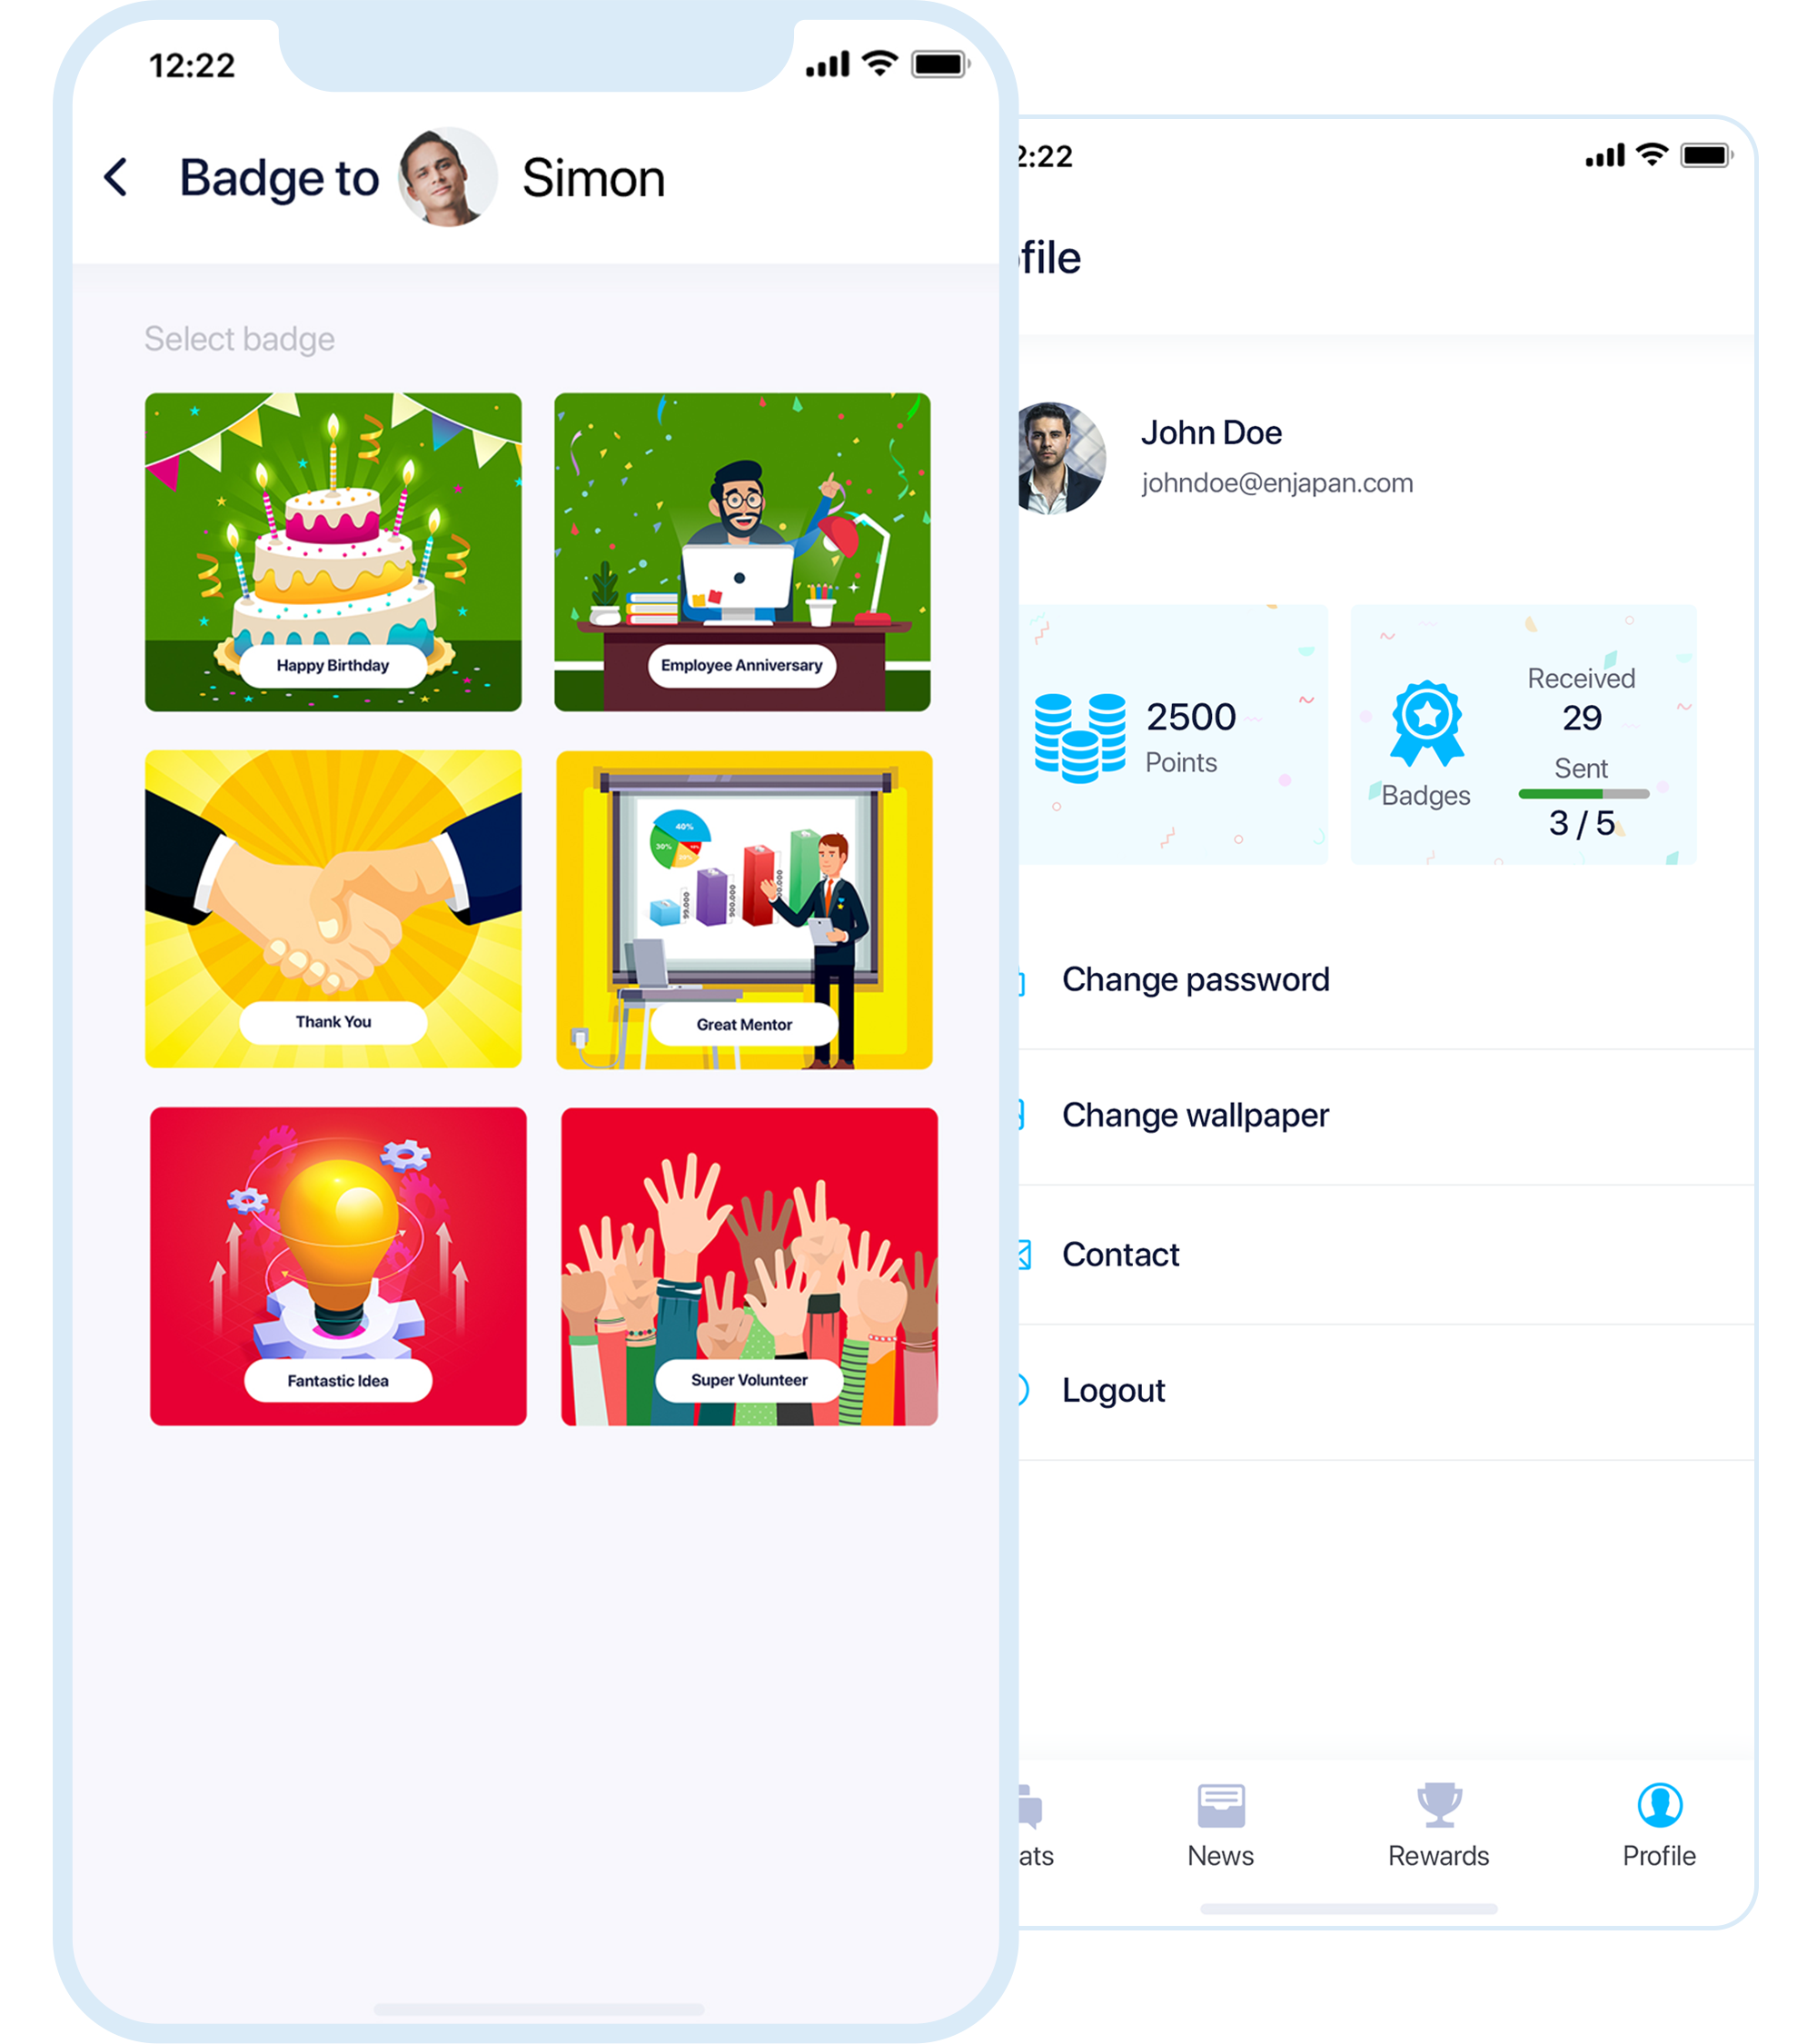 12:22
Badge to Simon
Select badge
Happy Birthday
Employee Anniversary
Thank You
40%
30%
Great Mentor
Fantastic Idea
Super Volunteer
2:22
file
John Doe
johndoe@enjapan.com
2500
Points
Received
29
Sent
Badges
3 / 5
Change password
Change wallpaper
Contact
Logout
ats
News
Rewards
Profile